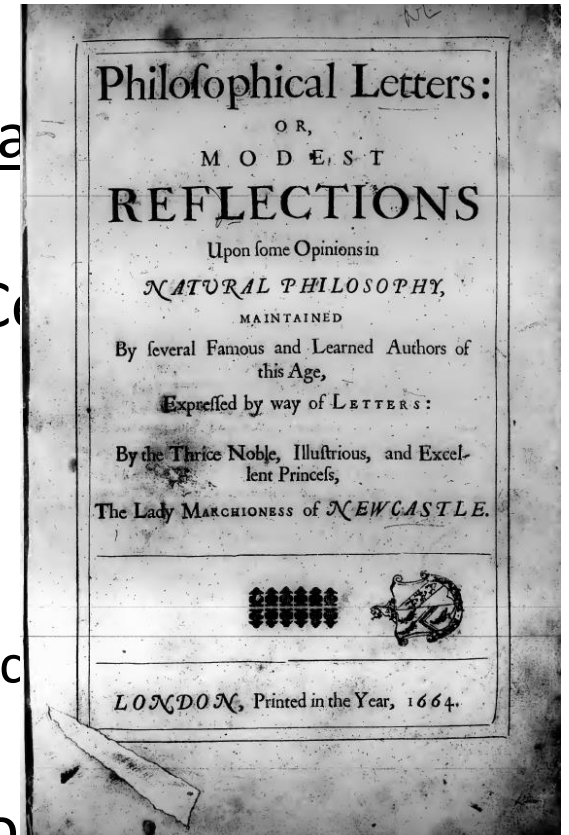 Philoſophical Letters:
OR,
MODEST
REFLECTIONS
Upon ſome Opinions in
NATURAL PHILOSOPHY,
MAINTAINED
By ſeveral Famous and Learned Authors of
this Age,
Expreſſed by way of LETTERS:
By the Thrice Noble, Illuſtrious, and Excel-
lent Princeſs,
The Lady MARCHIONESS of NEWCASTLE.
LONDON, Printed in the Year, 1664.